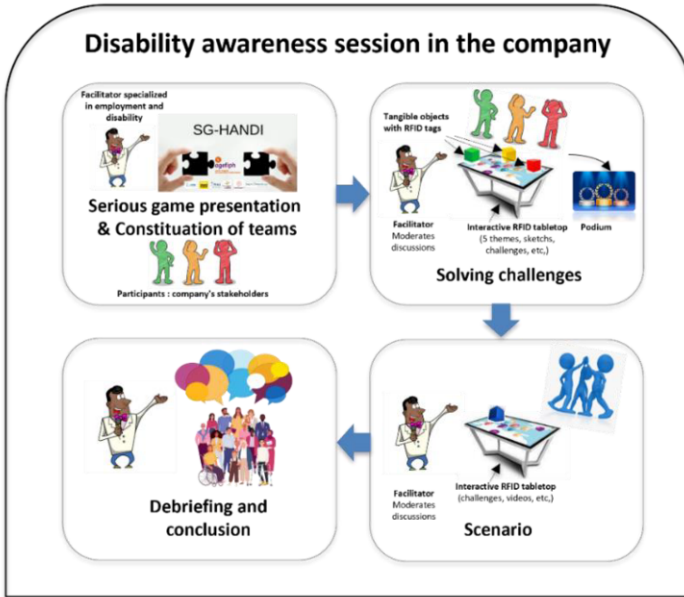 Disability awareness session in the company
Facilitator specialized
in employment and
disability
SG-HANDI
agefiph
Serious game presentation
& Constituation of teams
Participants : company's stakeholders
Tangible objects
with RFID tags
Facilitator
Moderates
discussions
Interactive RFID tabletop
(5 themes, sketchs,
challenges, etc,)
Podium
Solving challenges
Debriefing and
conclusion
Facilitator
Moderates
discussions
Interactive RFID tabletop
(challenges, videos, etc,)
Scenario